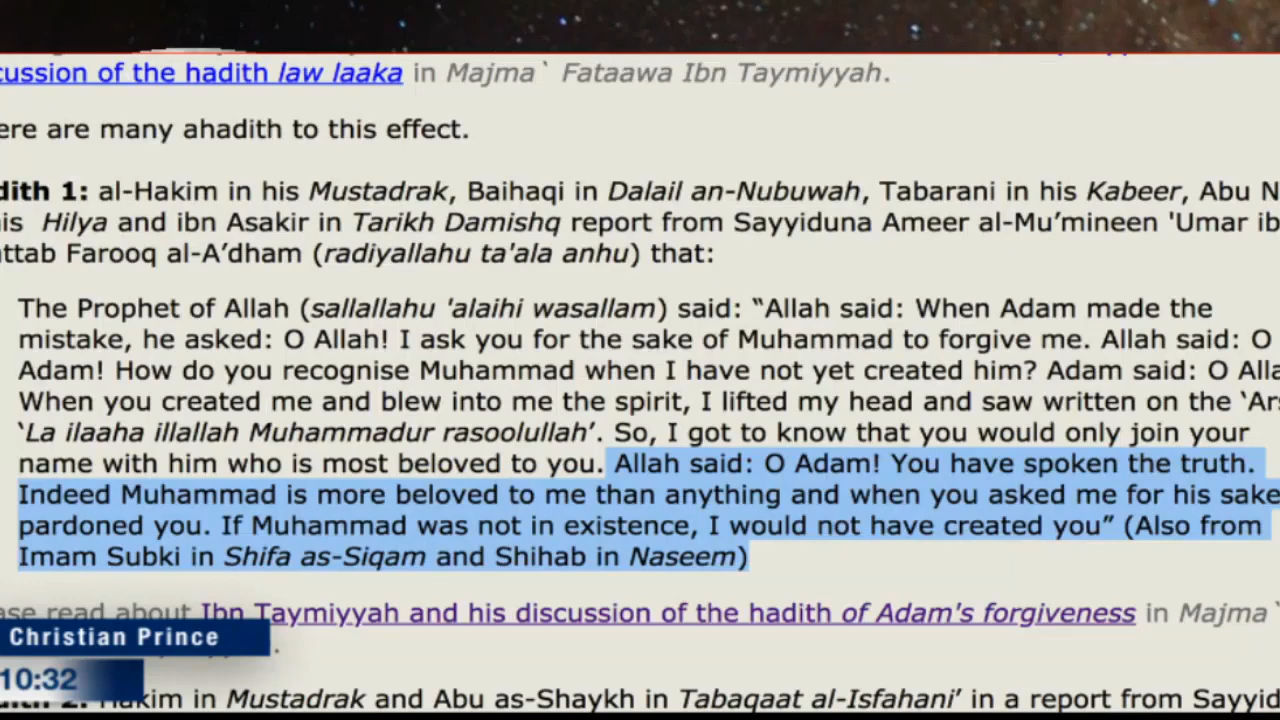 cussion of the hadith law laaka in Majma` Fataawa Ibn Taymiyyah.
ere are many ahadith to this effect.
dith 1: al-Hakim in his Mustadrak, Baihaqi in Dalail an-Nubuwah, Tabarani in his Kabeer, Abu N
is Hilya and ibn Asakir in Tarikh Damishq report from Sayyiduna Ameer al-Mu’mineen 'Umar ib
attab Farooq al-A’dham (radiyallahu ta'ala anhu) that:
The Prophet of Allah (sallallahu 'alaihi wasallam) said: “Allah said: When Adam made the
mistake, he asked: O Allah! I ask you for the sake of Muhammad to forgive me. Allah said: O
Adam! How do you recognise Muhammad when I have not yet created him? Adam said: O Alla
When you created me and blew into me the spirit, I lifted my head and saw written on the ‘Ars
‘La ilaaha illallah Muhammadur rasoolullah’. So, I got to know that you would only join your
name with him who is most beloved to you. Allah said: O Adam! You have spoken the truth.
Indeed Muhammad is more beloved to me than anything and when you asked me for his sake
pardoned you. If Muhammad was not in existence, I would not have created you” (Also from
Imam Subki in Shifa as-Siqam and Shihab in Naseem)
ase read about Ibn Taymiyyah and his discussion of the hadith of Adam's forgiveness in Majma`
Christian Prince
10:32
Hakim in Mustadrak and Abu as-Shaykh in Tabaqaat al-Isfahani’ in a report from Sayyid